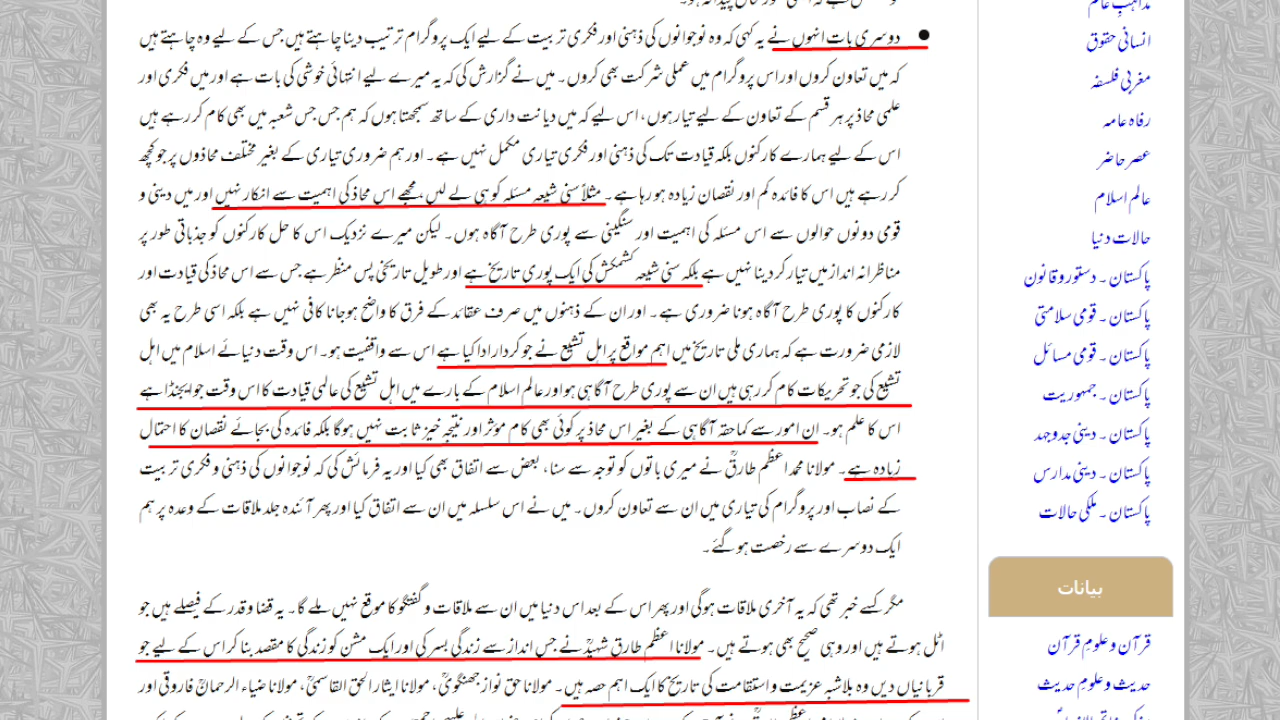 دوسری بات انہوں نے یہ کہی کہ وہ نوجوانوں کی ذہنی اور فکری تربیت کے لیے ایک پروگرام ترتیب دینا چاہتے ہیں جس کے لیے وہ چاہتے ہیں
کہ میں تعاون کروں اور اس پروگرام میں عملی شرکت بھی کروں۔ میں نے گزارش کی کہ یہ میرے لیے انتہائی خوشی کی بات ہے اور میں فکری اور
علمی محاذ پر ہر قسم کے تعاون کے لیے تیار ہوں، اس لیے کہ میں دیانت داری کے ساتھ سمجھتا ہوں کہ ہم جس جس شعبہ میں بھی کام کر رہے ہیں
اس کے لیے ہمارے کارکنوں بلکہ قیادت تک کی ذہنی اور فکری تیاری مکمل نہیں ہے۔ اور ہم ضروری تیاری کے بغیر مختلف محاذوں پر جو کچھ
کر رہے ہیں اس کا فائدہ کم اور نقصان زیادہ ہو رہا ہے۔ مثلاً سنی شیعہ مسئلہ کو ہی لے لیں، مجھے اس محاذ کی اہمیت سے انکار نہیں اور میں دینی و
قومی دونوں حوالوں سے اس مسئلہ کی اہمیت اور سنگینی سے پوری طرح آگاہ ہوں۔ لیکن میرے نزدیک اس کا حل کارکنوں کو جذباتی طور پر
مناظرانہ انداز میں تیار کر دینا نہیں ہے بلکہ سنی شیعہ کشمکش کی ایک پوری تاریخ ہے اور طویل تاریخی پس منظر ہے جس سے اس محاذ کی قیادت اور
کارکنوں کا پوری طرح آگاہ ہونا ضروری ہے۔ اور ان کے ذہنوں میں صرف عقائد کے فرق کا واضح ہو جانا کافی نہیں ہے بلکہ اسی طرح یہ بھی
لازمی ضرورت ہے کہ ہماری ملی تاریخ میں اہم مواقع پر اہل تشیع نے جو کردار ادا کیا ہے اس سے واقفیت ہو۔ اس وقت دنیائے اسلام میں اہل
تشیع کی جو تحریکات کام کر رہی ہیں ان سے پوری طرح آگاہی ہو اور عالم اسلام کے بارے میں اہل تشیع کی عالمی قیادت کا اس وقت جو ایجنڈا ہے
اس کا علم ہو۔ ان امور سے کماحقہ آگاہی کے بغیر اس محاذ پر کوئی بھی کام مؤثر اور نتیجہ خیز ثابت نہیں ہوگا بلکہ فائدہ کی بجائے نقصان کا احتمال
زیادہ ہے۔ مولانا محمد اعظم طارقؒ نے میری باتوں کو توجہ سے سنا، بعض سے اتفاق بھی کیا اور یہ فرمائش کی کہ نوجوانوں کی ذہنی و فکری تربیت
کے نصاب اور پروگرام کی تیاری میں ان سے تعاون کروں۔ میں نے اس سلسلہ میں ان سے اتفاق کیا اور پھر آئندہ جلد ملاقات کے وعدہ پر ہم
ایک دوسرے سے رخصت ہو گئے۔
مگر کسے خبر تھی کہ یہ آخری ملاقات ہوگی اور پھر اس کے بعد اس دنیا میں ان سے ملاقات و گفتگو کا موقع نہیں ملے گا۔ یہ قضا و قدر کے فیصلے ہیں جو
اٹل ہوتے ہیں اور وہی صحیح بھی ہوتے ہیں۔ مولانا اعظم طارق شہیدؒ نے جس انداز سے زندگی بسر کی اور ایک مشن کو زندگی کا مقصد بنا کر اس کے لیے جو
قربانیاں دیں وہ بلاشبہ عزیمت و استقامت کی تاریخ کا ایک اہم حصہ ہیں۔ مولانا حق نواز جھنگویؒ، مولانا ایثار الحق القاسمیؒ، مولانا ضیاء الرحمانؒ فاروقی اور
مذاہب عالم
انسانی حقوق
مغربی فلسفہ
رفاہ عامہ
عصر حاضر
عالم اسلام
حالات دنیا
پاکستان ۔ دستور و قانون
پاکستان ۔ قومی سلامتی
پاکستان ۔ قومی مسائل
پاکستان ۔ جمہوریت
پاکستان ۔ دینی جدوجہد
پاکستان ۔ دینی مدارس
پاکستان ۔ ملکی حالات
بیانات
قرآن و علومِ قرآن
حدیث و علومِ حدیث